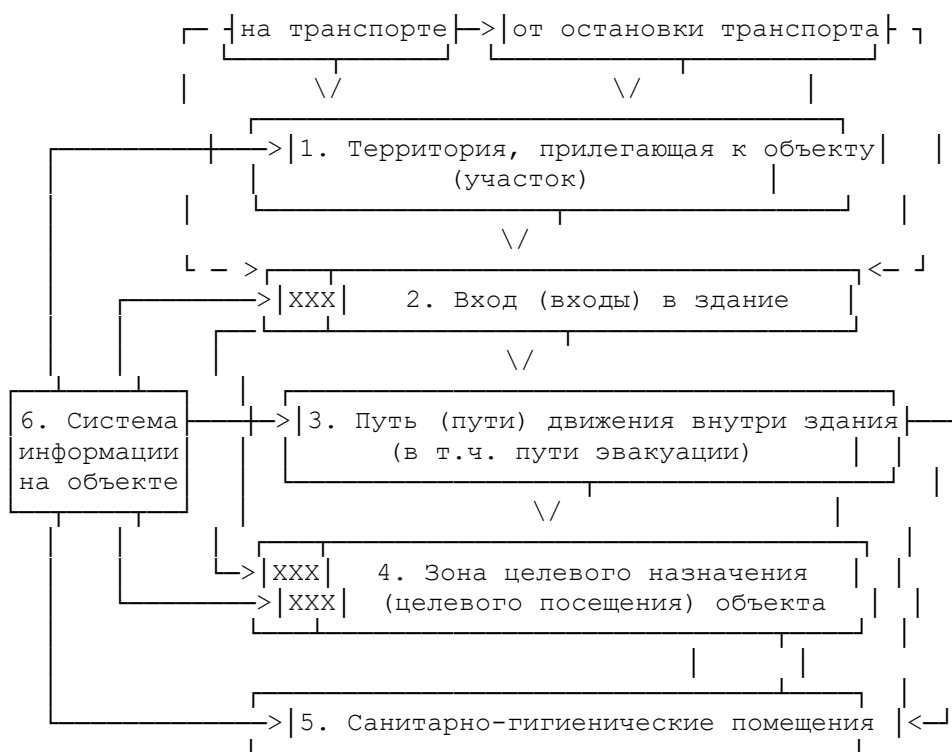 на транспорте от остановки транспорта
1. Территория, прилегающая к объекту
(участок)
XXX 2. Вход (входы) в здание
6. Система 3. Путь (пути) движения внутри здания
информации (в т.ч. пути эвакуации)
на объекте
XXX 4. Зона целевого назначения
XXX (целевого посещения) объекта
5. Санитарно-гигиенические помещения